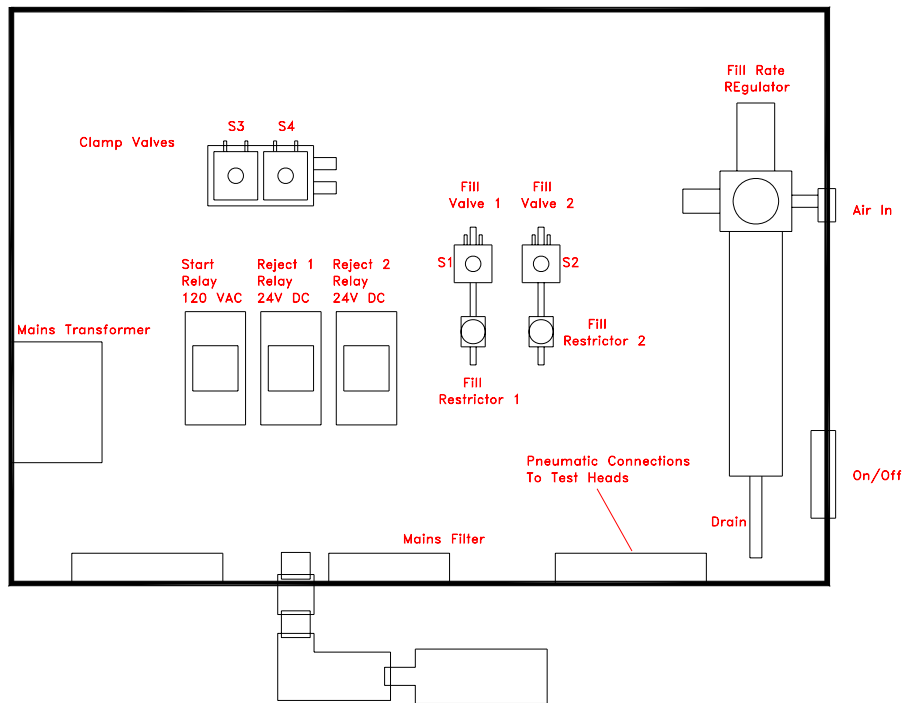 Fill Rate
REgulator
S3
S4
Clamp Valves
Fill
Valve 1
Fill
Valve 2
Air In
S1
S2
Start
Relay
120 VAC
Reject 1
Relay
24V DC
Reject 2
Relay
24V DC
Mains Transformer
Fill
Restrictor 2
Fill
Restrictor 1
Pneumatic Connections
To Test Heads
On/Off
Drain
Mains Filter